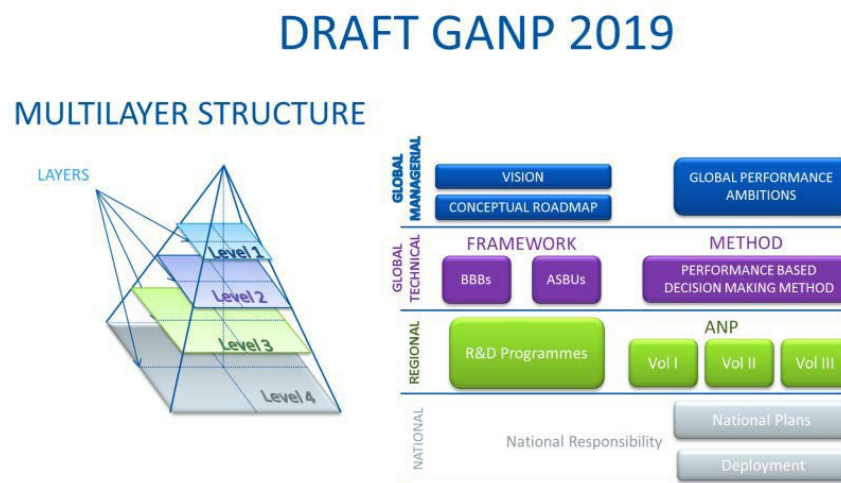 DRAFT GANP 2019
MULTILAYER STRUCTURE
LAYERS
Level 1
Level 2
Level 3
Level 4
GLOBAL
MANAGERIAL
VISION
CONCEPTUAL ROADMAP
GLOBAL PERFORMANCE
AMBITIONS
GLOBAL
TECHNICAL
FRAMEWORK
BBBs
ASBUs
METHOD
PERFORMANCE BASED
DECISION MAKING METHOD
REGIONAL
R&D Programmes
ANP
Vol I
Vol II
Vol III
NATIONAL
National Responsibility
National Plans
Deployment